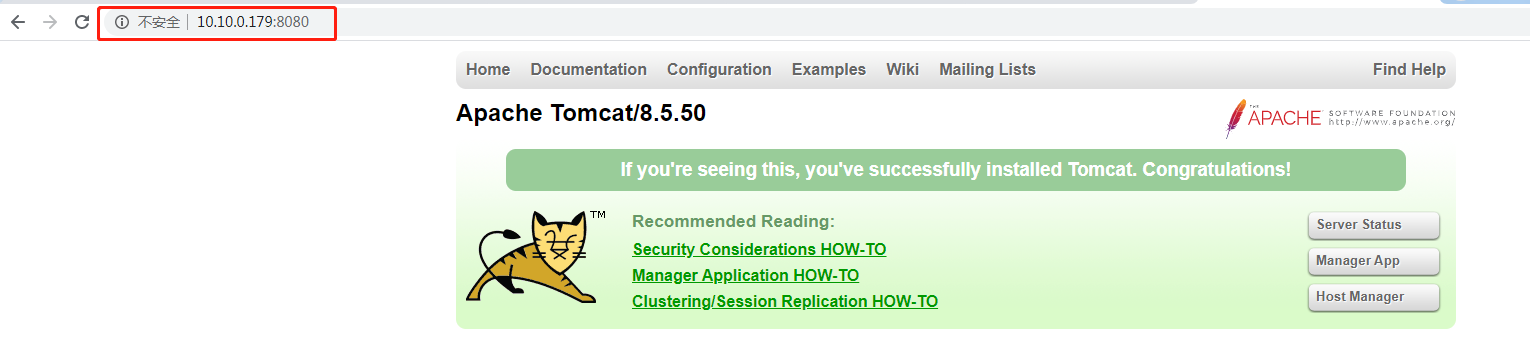 不安全 | 10.10.0.179:8080
Home Documentation Configuration Examples Wiki Mailing Lists Find Help
Apache Tomcat/8.5.50
THE
APACHE SOFTWARE FOUNDATION
http://www.apache.org/
If you're seeing this, you've successfully installed Tomcat. Congratulations!
TM
Recommended Reading:
Security Considerations HOW-TO
Manager Application HOW-TO
Clustering/Session Replication HOW-TO
Server Status
Manager App
Host Manager